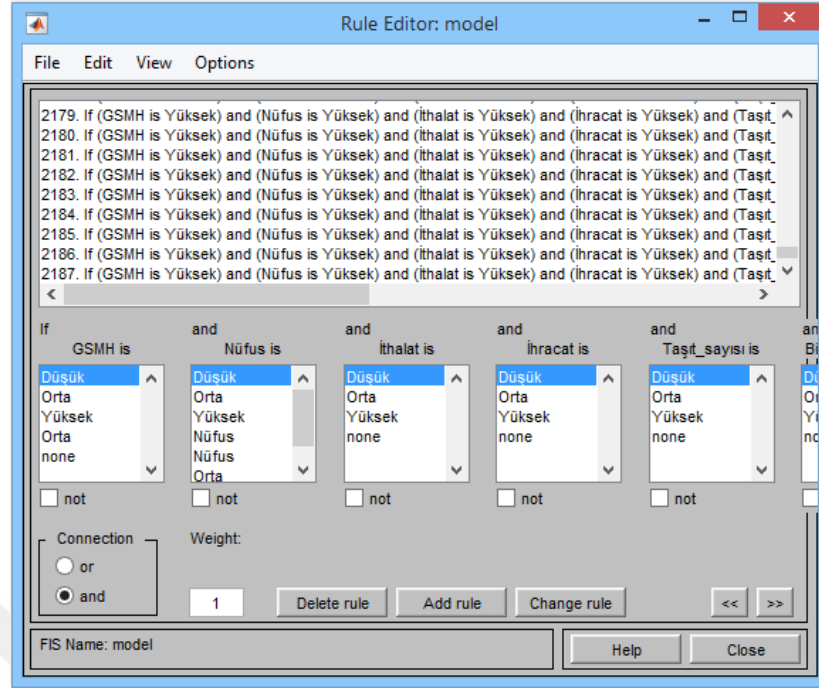 Rule Editor: model
File Edit View Options
2179. If (GSMH is Yüksek) and (Nüfus is Yüksek) and (İthalat is Yüksek) and (İhracat is Yüksek) and (Taşıt_
2180. If (GSMH is Yüksek) and (Nüfus is Yüksek) and (İthalat is Yüksek) and (İhracat is Yüksek) and (Taşıt_
2181. If (GSMH is Yüksek) and (Nüfus is Yüksek) and (İthalat is Yüksek) and (İhracat is Yüksek) and (Taşıt_
2182. If (GSMH is Yüksek) and (Nüfus is Yüksek) and (İthalat is Yüksek) and (İhracat is Yüksek) and (Taşıt_
2183. If (GSMH is Yüksek) and (Nüfus is Yüksek) and (İthalat is Yüksek) and (İhracat is Yüksek) and (Taşıt_
2184. If (GSMH is Yüksek) and (Nüfus is Yüksek) and (İthalat is Yüksek) and (İhracat is Yüksek) and (Taşıt_
2185. If (GSMH is Yüksek) and (Nüfus is Yüksek) and (İthalat is Yüksek) and (İhracat is Yüksek) and (Taşıt_
2186. If (GSMH is Yüksek) and (Nüfus is Yüksek) and (İthalat is Yüksek) and (İhracat is Yüksek) and (Taşıt_
2187. If (GSMH is Yüksek) and (Nüfus is Yüksek) and (İthalat is Yüksek) and (İhracat is Yüksek) and (Taşıt_
If and and and and an
GSMH is Nüfus is İthalat is İhracat is Taşıt_sayısı is Bi
Düşük Düşük Düşük Düşük Düşük Dü
Orta Orta Orta Orta Orta Or
Yüksek Yüksek Yüksek Yüksek Yüksek Yü
Orta Nüfus none none none no
none Nüfus
Orta
not not not not not
Connection Weight:
or
and 1 Delete rule Add rule Change rule << >>
FIS Name: model Help Close